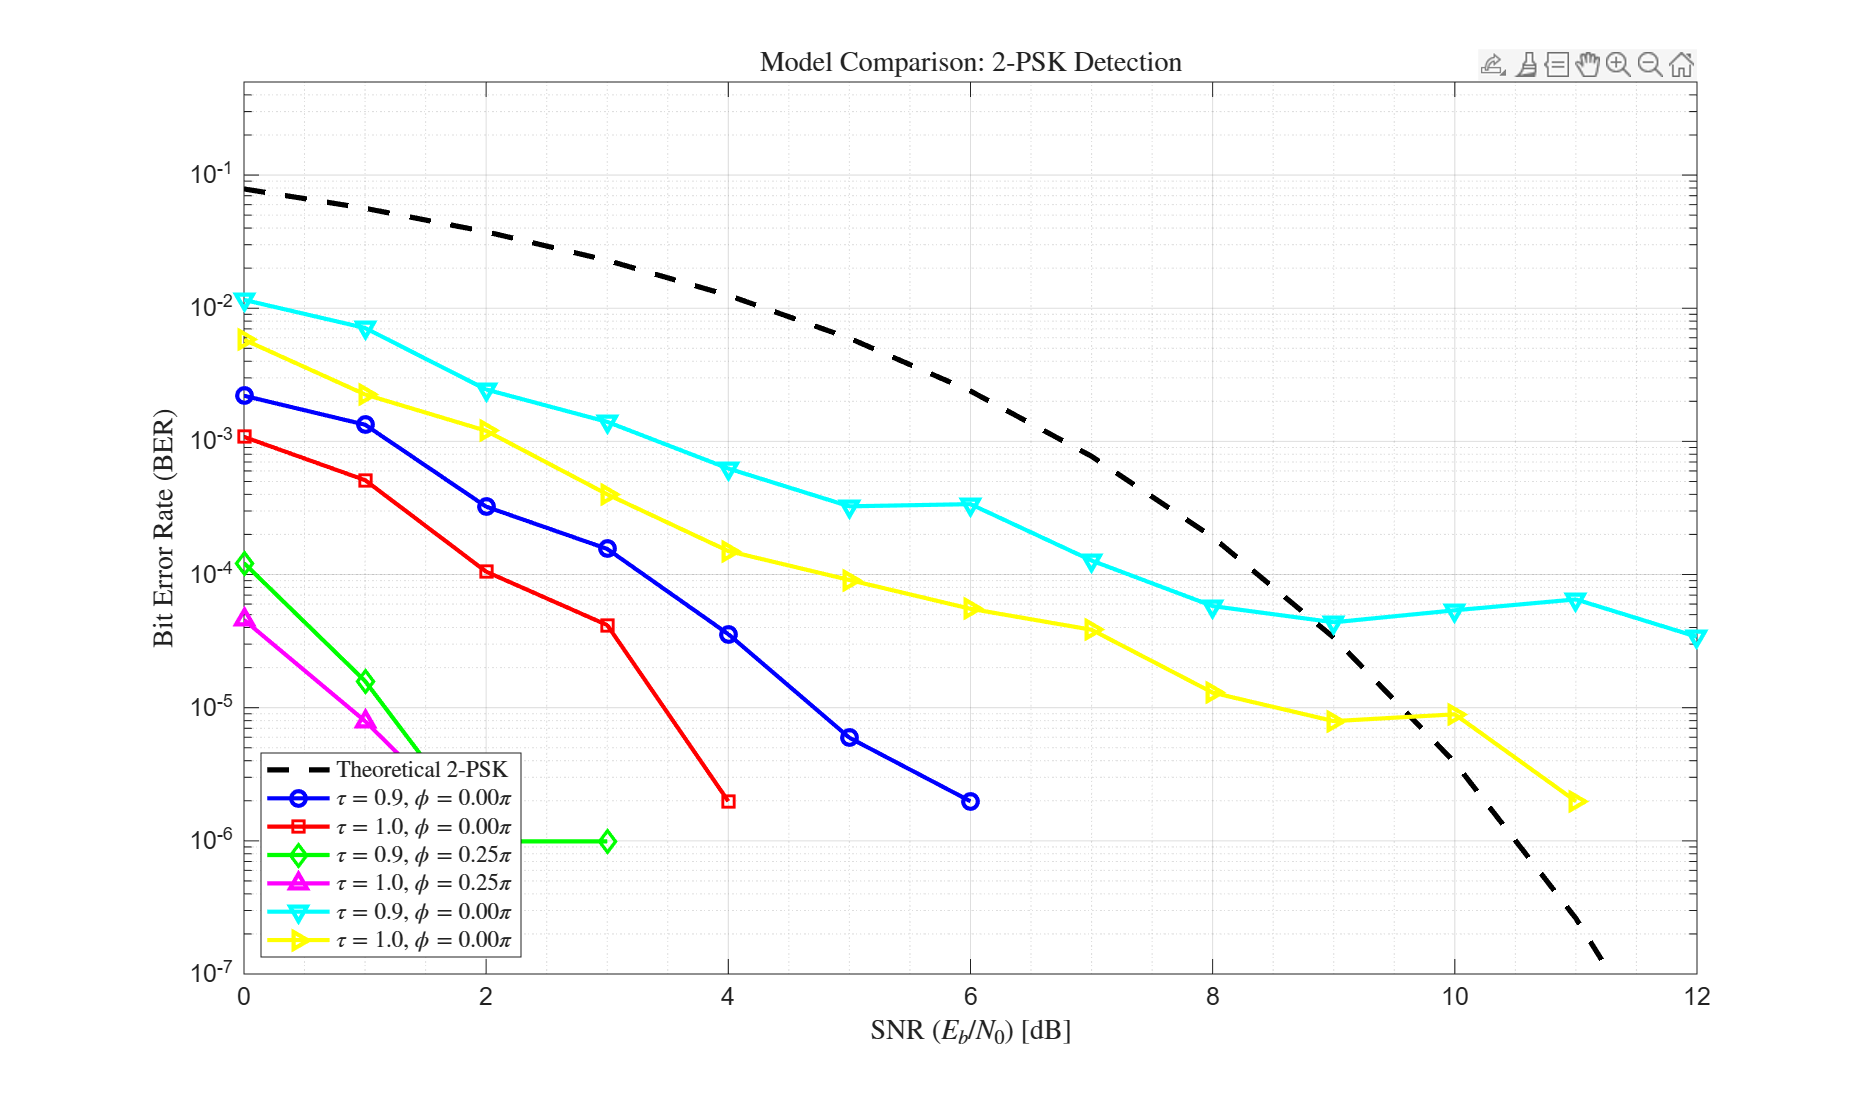 Model Comparison: 2-PSK Detection
10^-1
10^-2
10^-3
10^-4
10^-5
10^-6
10^-7
Bit Error Rate (BER)
Theoretical 2-PSK
τ = 0.9, ϕ = 0.00π
τ = 1.0, ϕ = 0.00π
τ = 0.9, ϕ = 0.25π
τ = 1.0, ϕ = 0.25π
τ = 0.9, ϕ = 0.00π
τ = 1.0, ϕ = 0.00π
0 2 4 6 8 10 12
SNR (E_b/N_0) [dB]